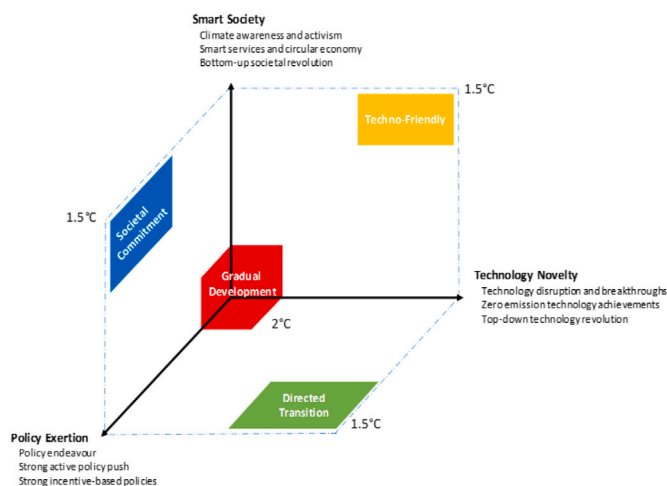 Smart Society
Climate awareness and activism
Smart services and circular economy
Bottom-up societal revolution
1.5°C
Techno-Friendly
1.5°C
Societal
Commitment
Gradual
Development
Technology Novelty
Technology disruption and breakthroughs
Zero emission technology achievements
Top-down technology revolution
2°C
Directed
Transition
1.5°C
Policy Exertion
Policy endeavour
Strong active policy push
Strong incentive-based policies